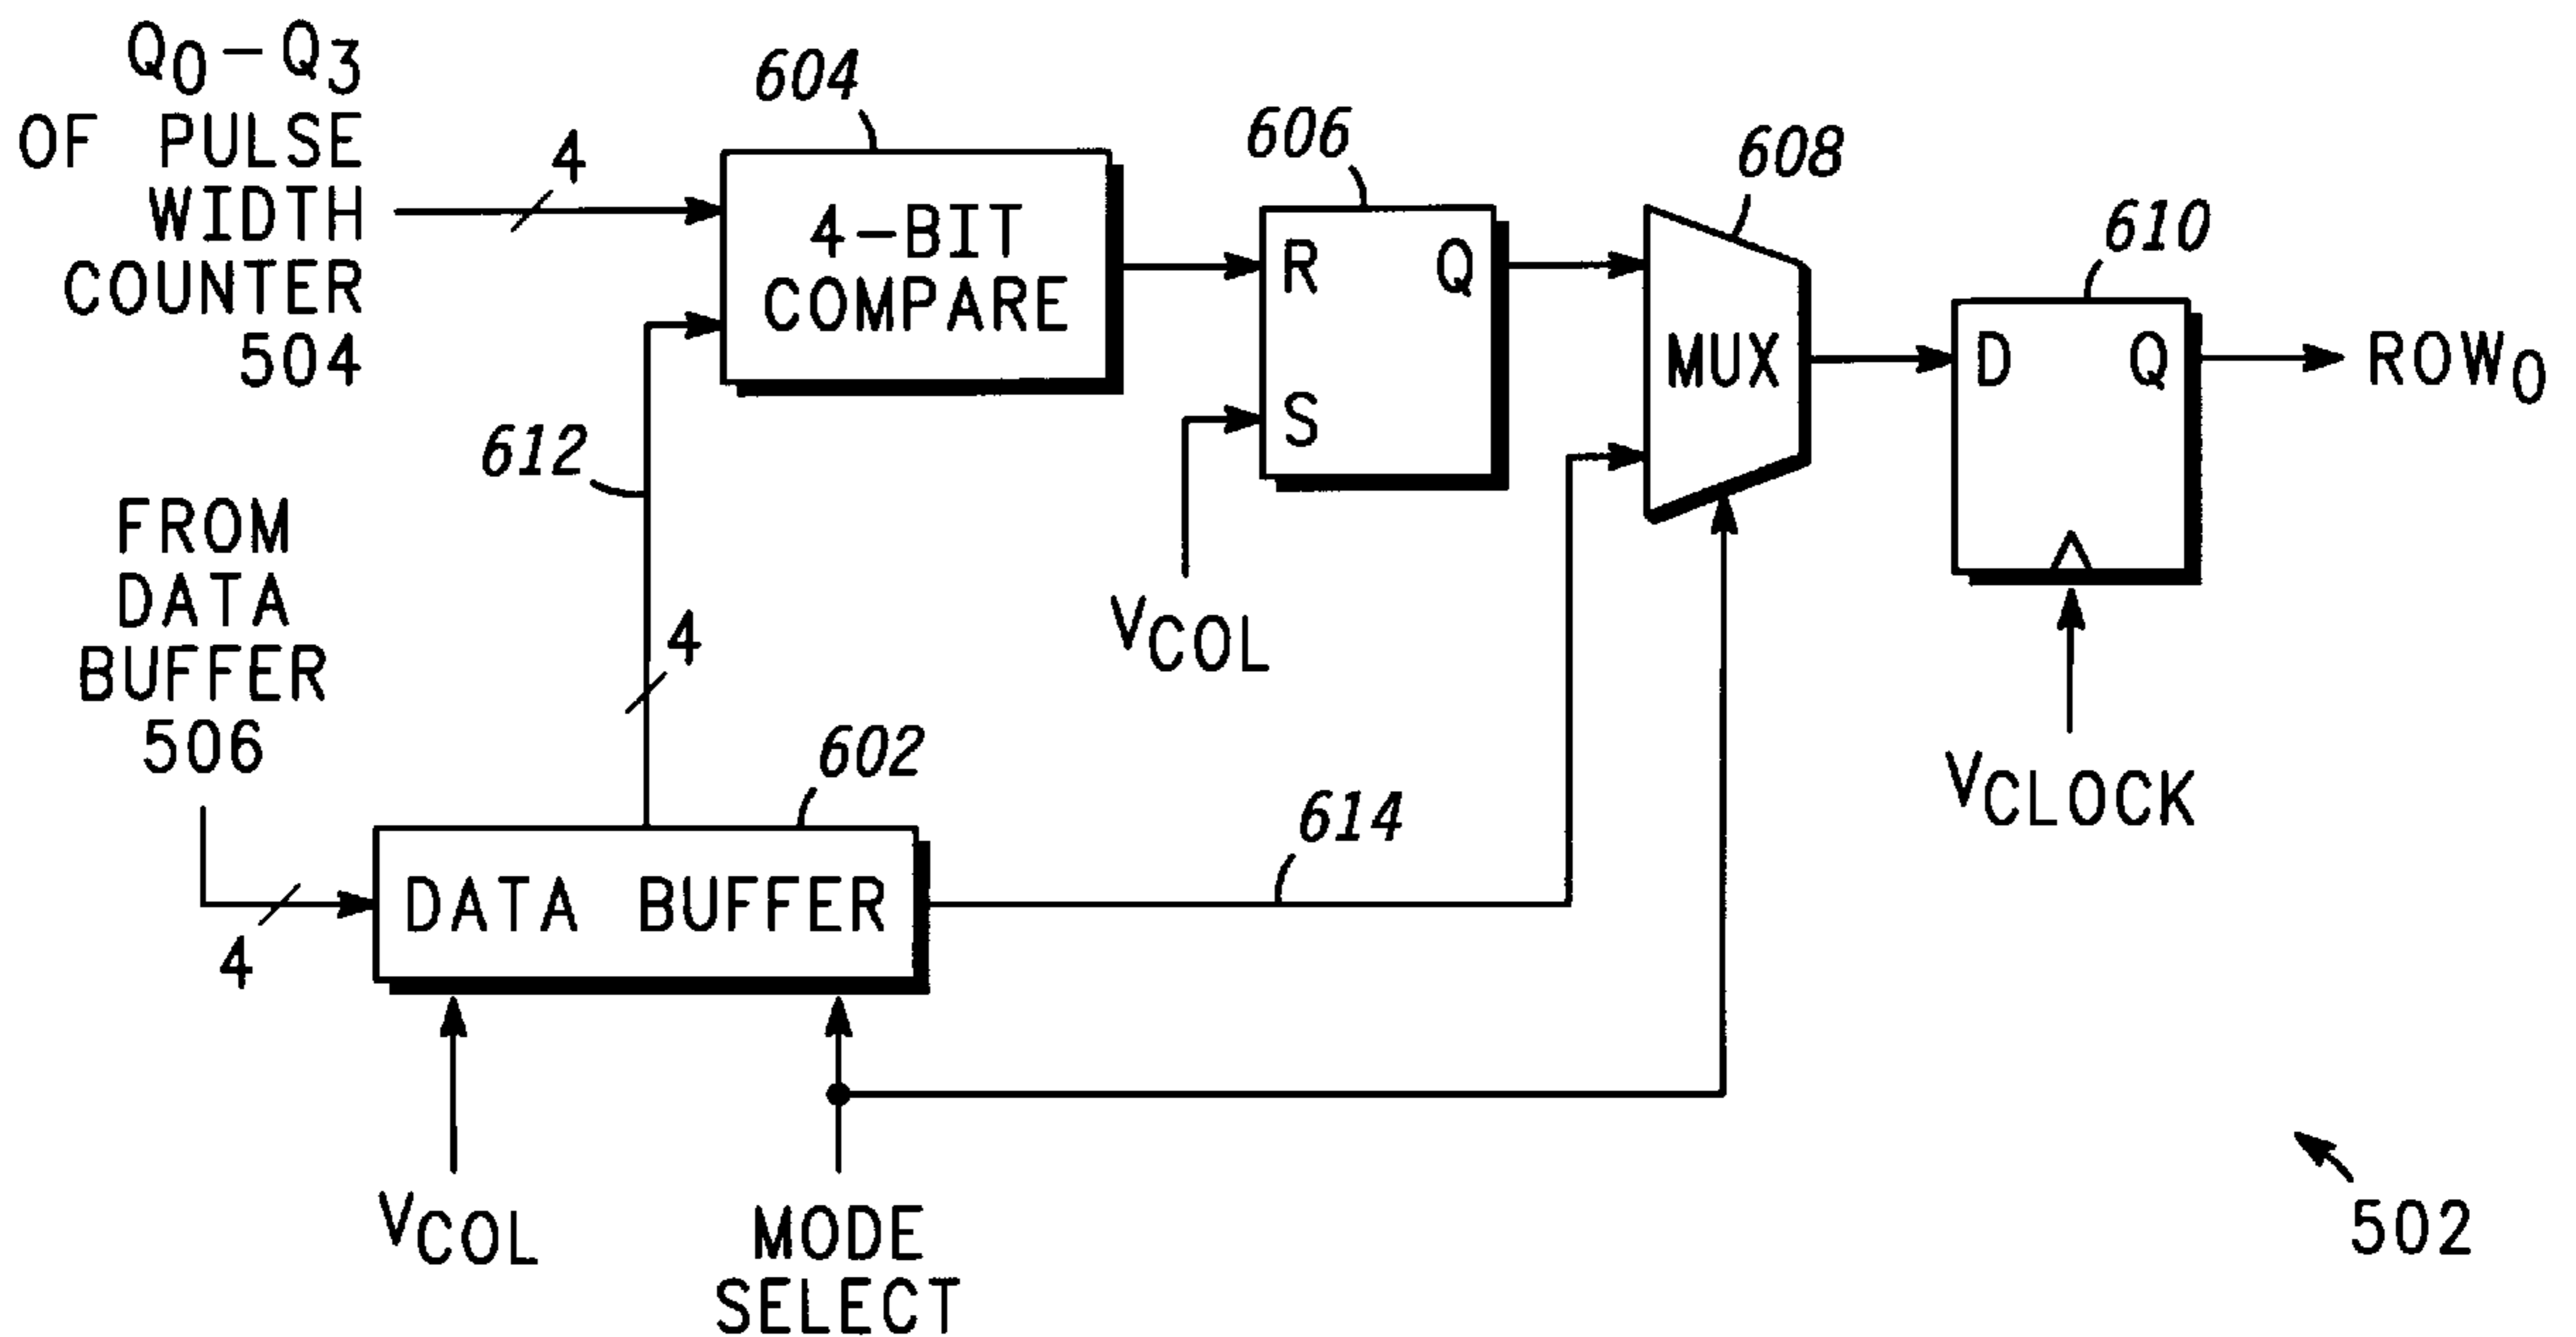 Q0-Q3
OF PULSE
WIDTH
COUNTER
504
4
604
4-BIT
COMPARE
606
R Q
S
VCOL
608
MUX
610
D Q
ROW0
VCLOCK
612
4
FROM
DATA
BUFFER
506
4
602
DATA BUFFER
614
VCOL
MODE
SELECT
502